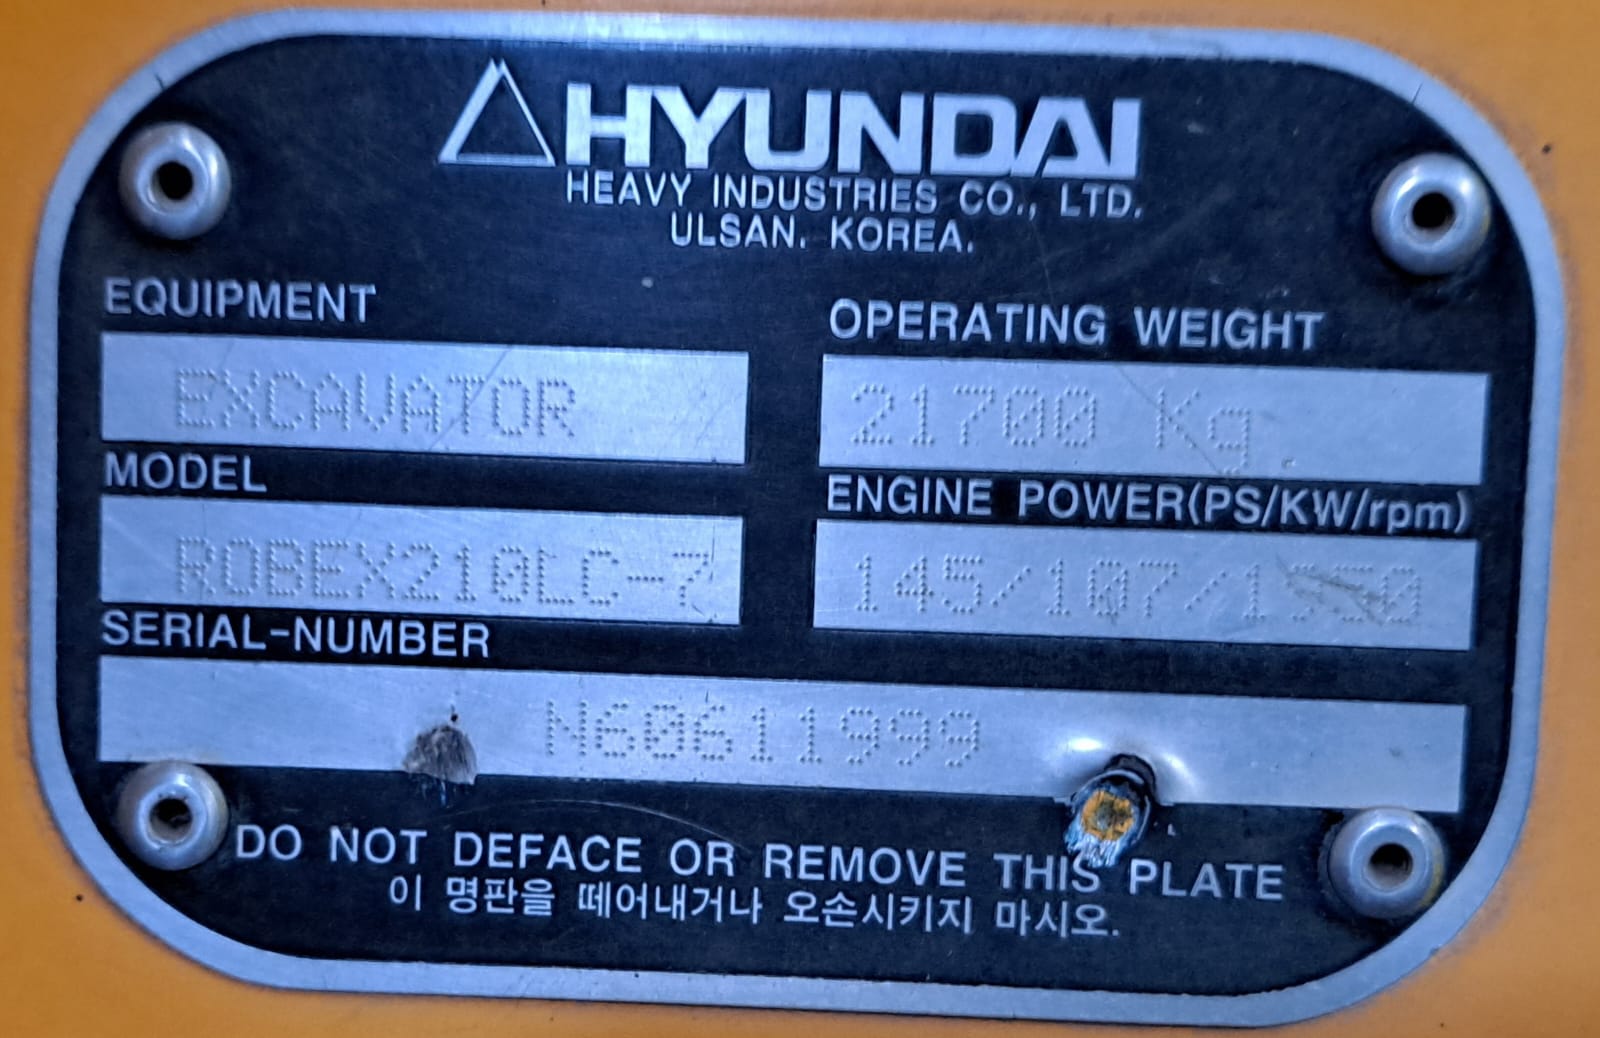 HYUNDAI
HEAVY INDUSTRIES CO., LTD.
ULSAN. KOREA.
EQUIPMENT
EXCAVATOR
OPERATING WEIGHT
21700 Kg
MODEL
ROBEX210LC-7
ENGINE POWER(PS/KW/rpm)
145/107/1950
SERIAL-NUMBER
N60611999
DO NOT DEFACE OR REMOVE THIS PLATE
이 명판을 떼어내거나 오손시키지 마시오.